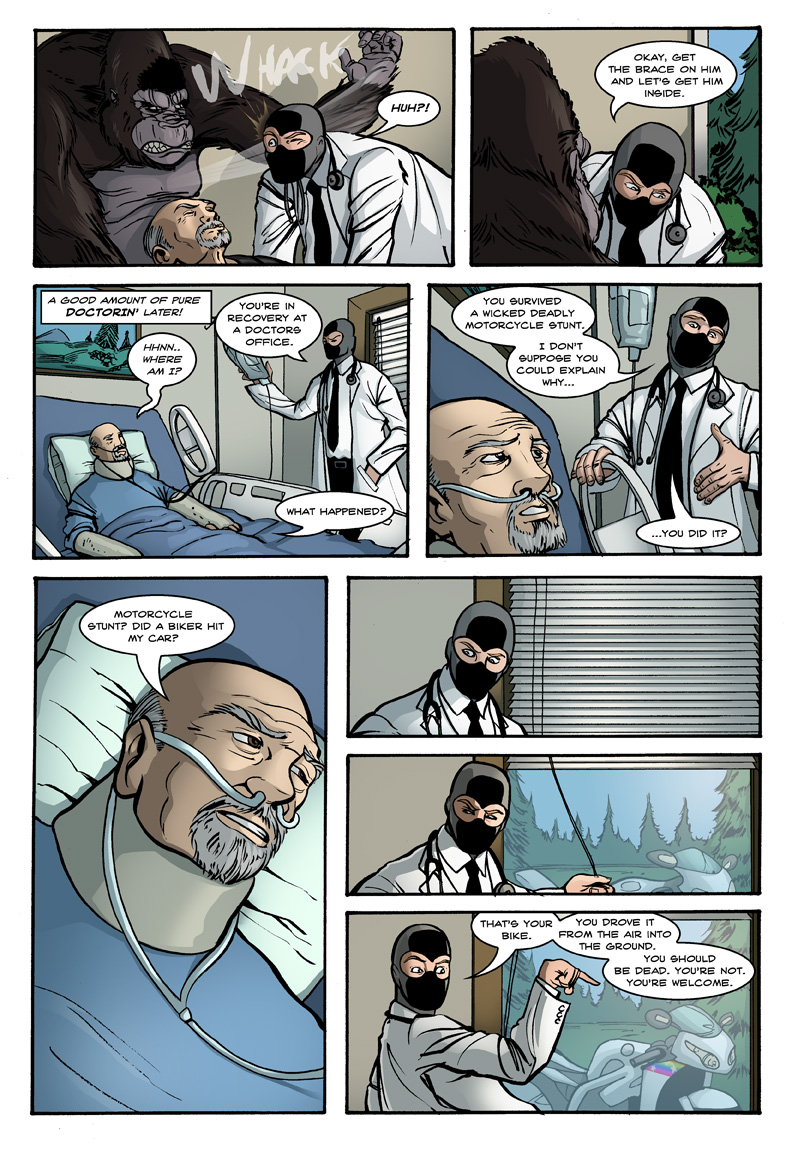 WHACK
HUH?!
OKAY, GET
THE BRACE ON HIM
AND LET'S GET HIM
INSIDE.
A GOOD AMOUNT OF PURE
DOCTORIN' LATER!
HHNN..
WHERE
AM I?
YOU'RE IN
RECOVERY AT
A DOCTORS
OFFICE.
WHAT HAPPENED?
YOU SURVIVED
A WICKED DEADLY
MOTORCYCLE STUNT.
I DON'T
SUPPOSE YOU
COULD EXPLAIN
WHY...
...YOU DID IT?
MOTORCYCLE
STUNT? DID A BIKER HIT
MY CAR?
THAT'S YOUR
BIKE.
YOU DROVE IT
FROM THE AIR INTO
THE GROUND.
YOU SHOULD
BE DEAD. YOU'RE NOT.
YOU'RE WELCOME.